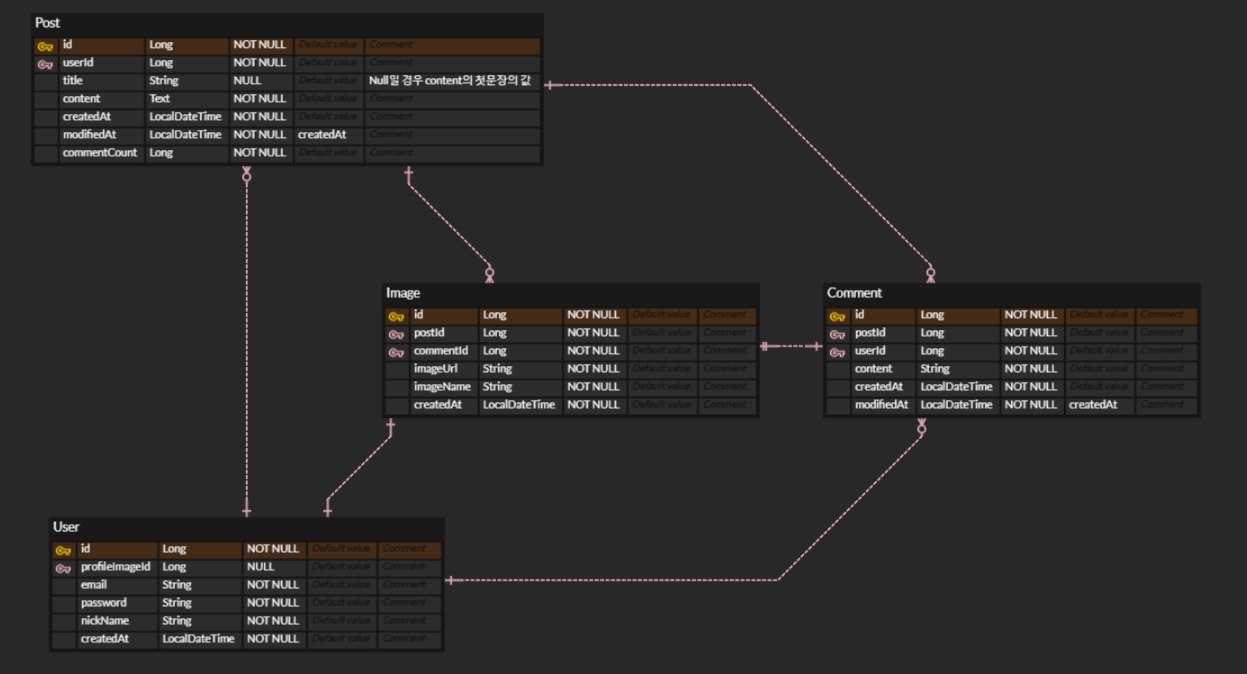 Post
id Long NOT NULL Default value Comment
userId Long NOT NULL Default value Comment
title String NULL Default value Null일 경우 content의 첫문장의 값
content Text NOT NULL Default value Comment
createdAt LocalDateTime NOT NULL Default value Comment
modifiedAt LocalDateTime NOT NULL createdAt Comment
commentCount Long NOT NULL Default value Comment
Image
id Long NOT NULL Default value Comment
postId Long NOT NULL Default value Comment
commentId Long NOT NULL Default value Comment
imageUrl String NOT NULL Default value Comment
imageName String NOT NULL Default value Comment
createdAt LocalDateTime NOT NULL Default value Comment
Comment
id Long NOT NULL Default value Comment
postId Long NOT NULL Default value Comment
userId Long NOT NULL Default value Comment
content String NOT NULL Default value Comment
createdAt LocalDateTime NOT NULL Default value Comment
modifiedAt LocalDateTime NOT NULL createdAt Comment
User
id Long NOT NULL Default value Comment
profileImageId Long NULL Default value Comment
email String NOT NULL Default value Comment
password String NOT NULL Default value Comment
nickName String NOT NULL Default value Comment
createdAt LocalDateTime NOT NULL Default value Comment